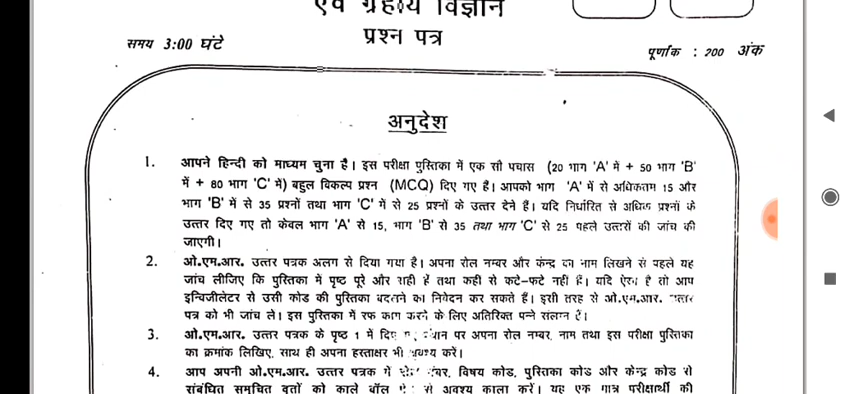 एवं ग्रहीय विज्ञान
प्रश्न पत्र
समय 3:00 घंटे
पूर्णांक : 200 अंक
अनुदेश
1. आपने हिन्दी को माध्यम चुना है। इस परीक्षा पुस्तिका में एक सौ पचास (20 भाग 'A' में + 50 भाग 'B'
में + 80 भाग 'C' में) बहुल विकल्प प्रश्न (MCQ) दिए गए हैं। आपको भाग 'A' में से अधिकतम 15 और
भाग 'B' में से 35 प्रश्नों तथा भाग 'C' में से 25 प्रश्नों के उत्तर देने हैं। यदि निर्धारित से अधिक प्रश्नों के
उत्तर दिए गए तो केवल भाग 'A' से 15, भाग 'B' से 35 तथा भाग 'C' से 25 पहले उत्तरों की जांच की
जाएगी।
2. ओ.एम.आर. उत्तर पत्रक अलग से दिया गया है। अपना रोल नम्बर और केन्द्र का नाम लिखने से पहले यह
जांच लीजिए कि पुस्तिका में पृष्ठ पूरे और सही हैं तथा कही से कटे-फटे नहीं हैं। यदि ऐसा है तो आप
इन्विजीलेटर से उसी कोड की पुस्तिका बदलने का निवेदन कर सकते हैं। इसी तरह से ओ.एम.आर. उत्तर
पत्र को भी जांच ले। इस पुस्तिका में रफ काम करने के लिए अतिरिक्त पन्ने संलग्न हैं।
3. ओ.एम.आर. उत्तर पत्रक के पृष्ठ 1 में दिए स्थान पर अपना रोल नम्बर, नाम तथा इस परीक्षा पुस्तिका
का क्रमांक लिखिए, साथ ही अपना हस्ताक्षर भी अवश्य करें।
4. आप अपनी ओ.एम.आर. उत्तर पत्रक में रोल नंबर, विषय कोड, पुस्तिका कोड और केन्द्र कोड से
संबंधित समुचित वृतों को काले बॉल से अवश्य काला करें। यह एक मात्र परीक्षार्थी की